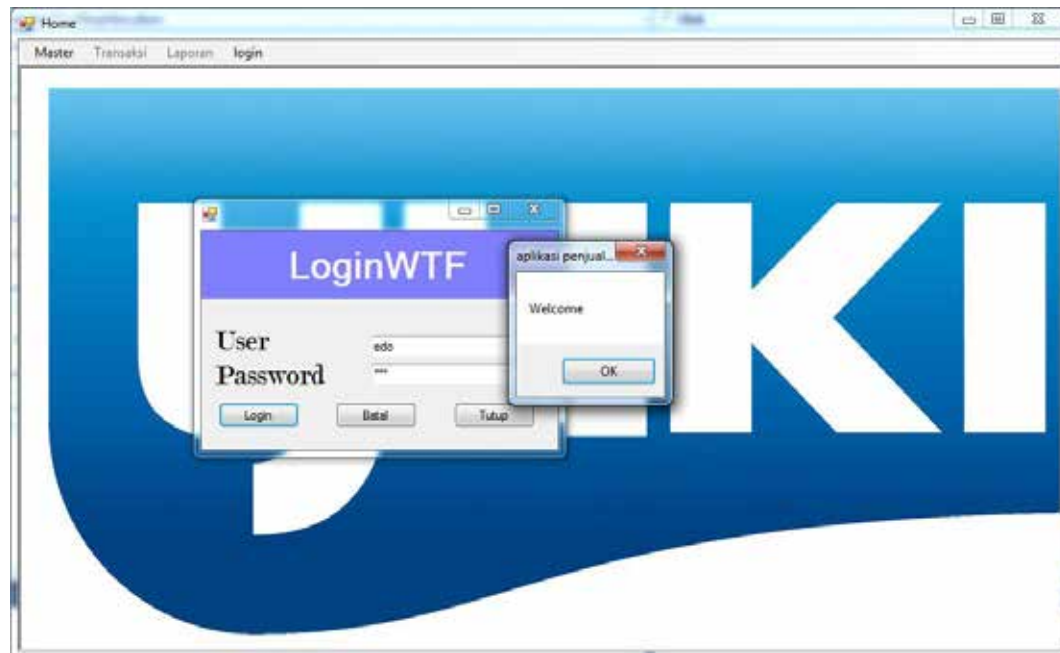 Home
Master Transaksi Laporan login
LoginWTF
aplikasi penjual...
Welcome
OK
User edo
Password ***
Login Batal Tutup